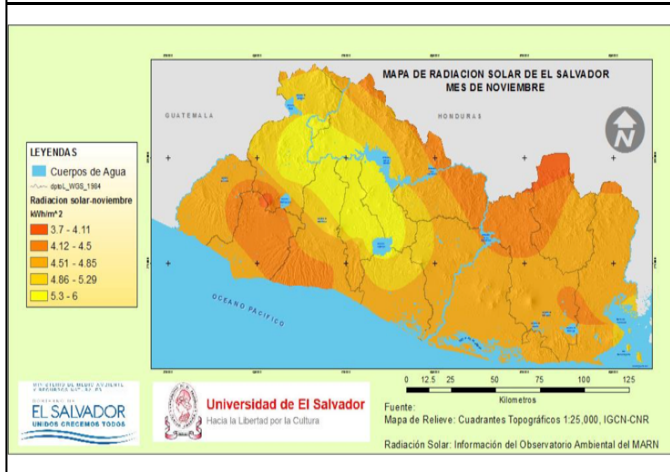 MAPA DE RADIACION SOLAR DE EL SALVADOR
MES DE NOVIEMBRE
GUATEMALA
HONDURAS
N
LEYENDAS
Cuerpos de Agua
dptoL_WGS_1984
Radiacion solar-noviembre
kWh/m^2
3.7 - 4.11
4.12 - 4.5
4.51 - 4.85
4.86 - 5.29
5.3 - 6
OCEANO PACIFICO
0 12.5 25 50 75 100 125
Kilometros
EL SALVADOR
UNIDOS CRECEMOS TODOS
Universidad de El Salvador
Hacia la Libertad por la Cultura
Fuente:
Mapa de Relieve: Cuadrantes Topográficos 1:25,000, IGCN-CNR
Radiación Solar: Información del Observatorio Ambiental del MARN